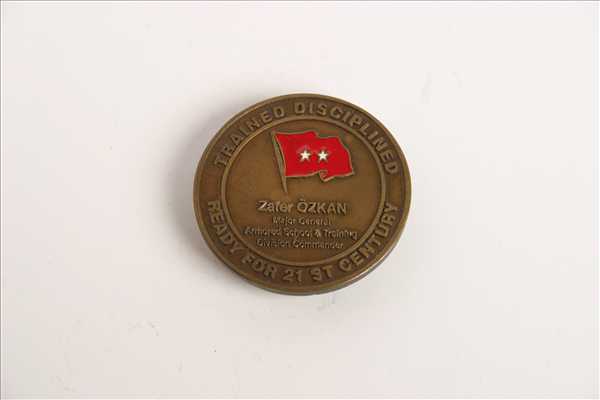 TRAINED DISCIPLINED
Zafer ÖZKAN
Major General
Armored School & Training
Division Commander
READY FOR 21 ST CENTURY